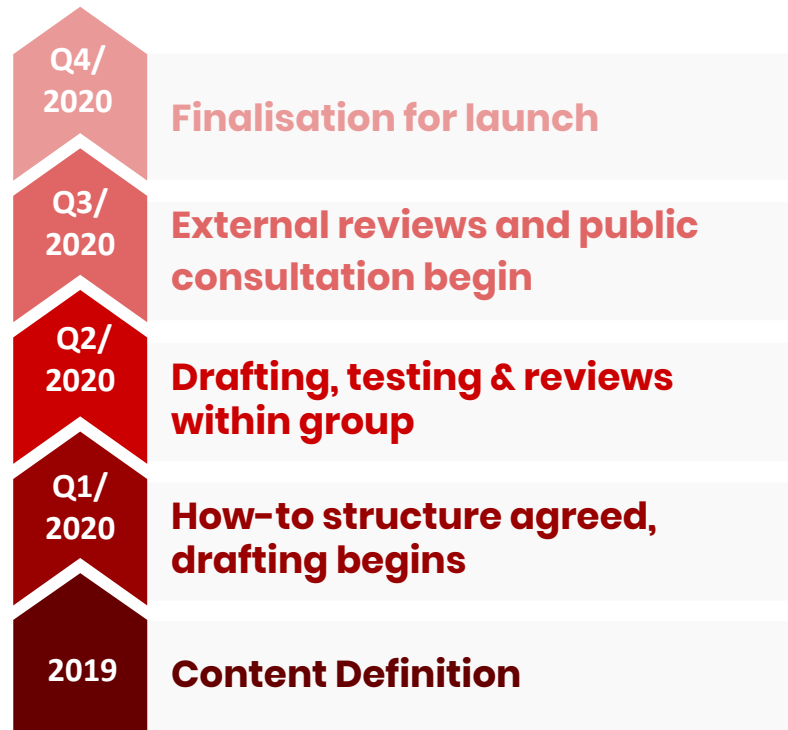 Q4/
2020
Finalisation for launch
Q3/
2020
External reviews and public
consultation begin
Q2/
2020
Drafting, testing & reviews
within group
Q1/
2020
How-to structure agreed,
drafting begins
2019
Content Definition